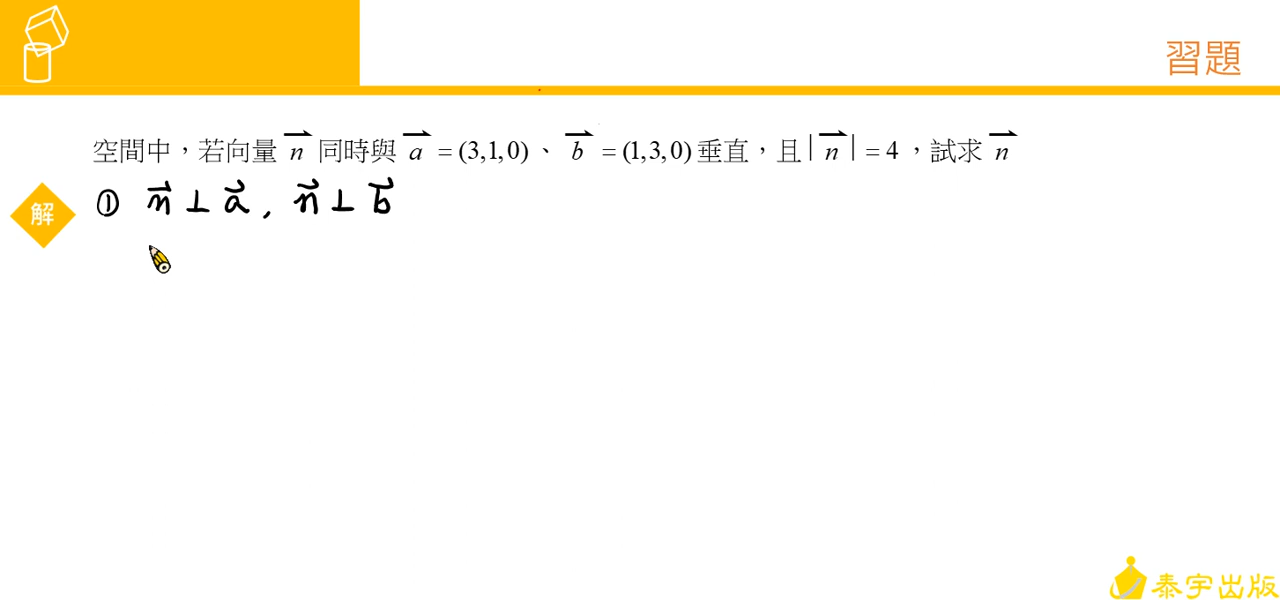 習題
空間中，若向量 n⃗ 同時與 a⃗ = (3,1,0)、 b⃗ = (1,3,0) 垂直，且 | n⃗ | = 4 ，試求 n⃗
解 ① n⃗ ⊥ a⃗ , n⃗ ⊥ b⃗
泰宇出版